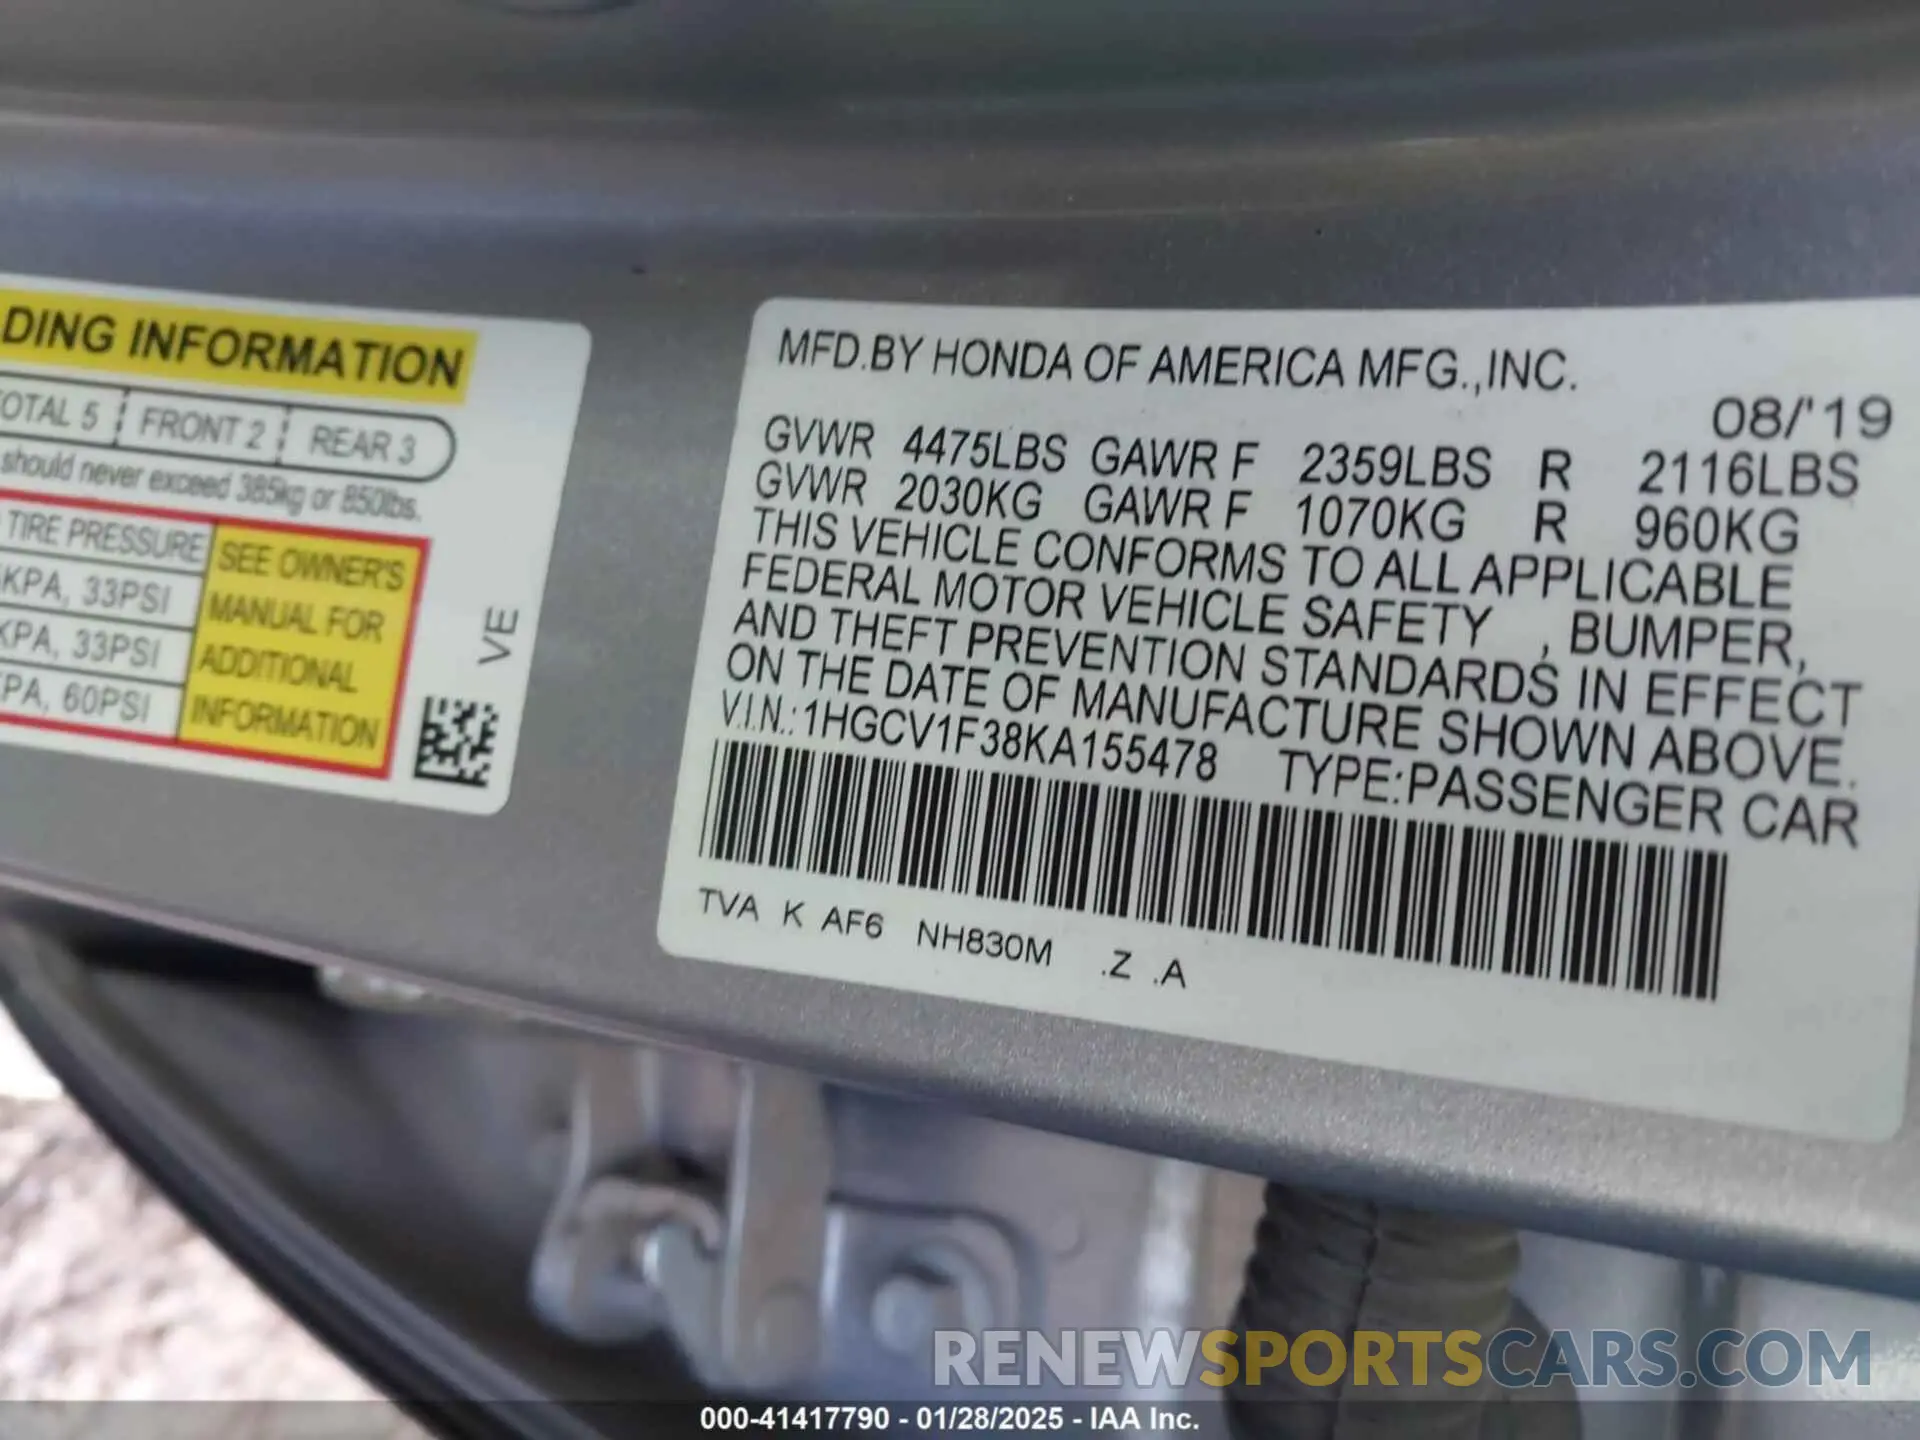 DING INFORMATION
OTAL 5 FRONT 2 REAR 3
should never exceed 385kg or 850lbs.
TIRE PRESSURE
SEE OWNER'S
MANUAL FOR
ADDITIONAL
INFORMATION
KPA, 33PSI
KPA, 33PSI
KPA, 60PSI
VE
MFD.BY HONDA OF AMERICA MFG.,INC.
08/'19
GVWR 4475LBS GAWR F 2359LBS R 2116LBS
GVWR 2030KG GAWR F 1070KG R 960KG
THIS VEHICLE CONFORMS TO ALL APPLICABLE
FEDERAL MOTOR VEHICLE SAFETY , BUMPER,
AND THEFT PREVENTION STANDARDS IN EFFECT
ON THE DATE OF MANUFACTURE SHOWN ABOVE.
V.I.N.: 1HGCV1F38KA155478 TYPE:PASSENGER CAR
TVA K AF6 NH830M .Z .A
RENEWSPORTSCARS.COM
000-41417790 - 01/28/2025 - IAA Inc.